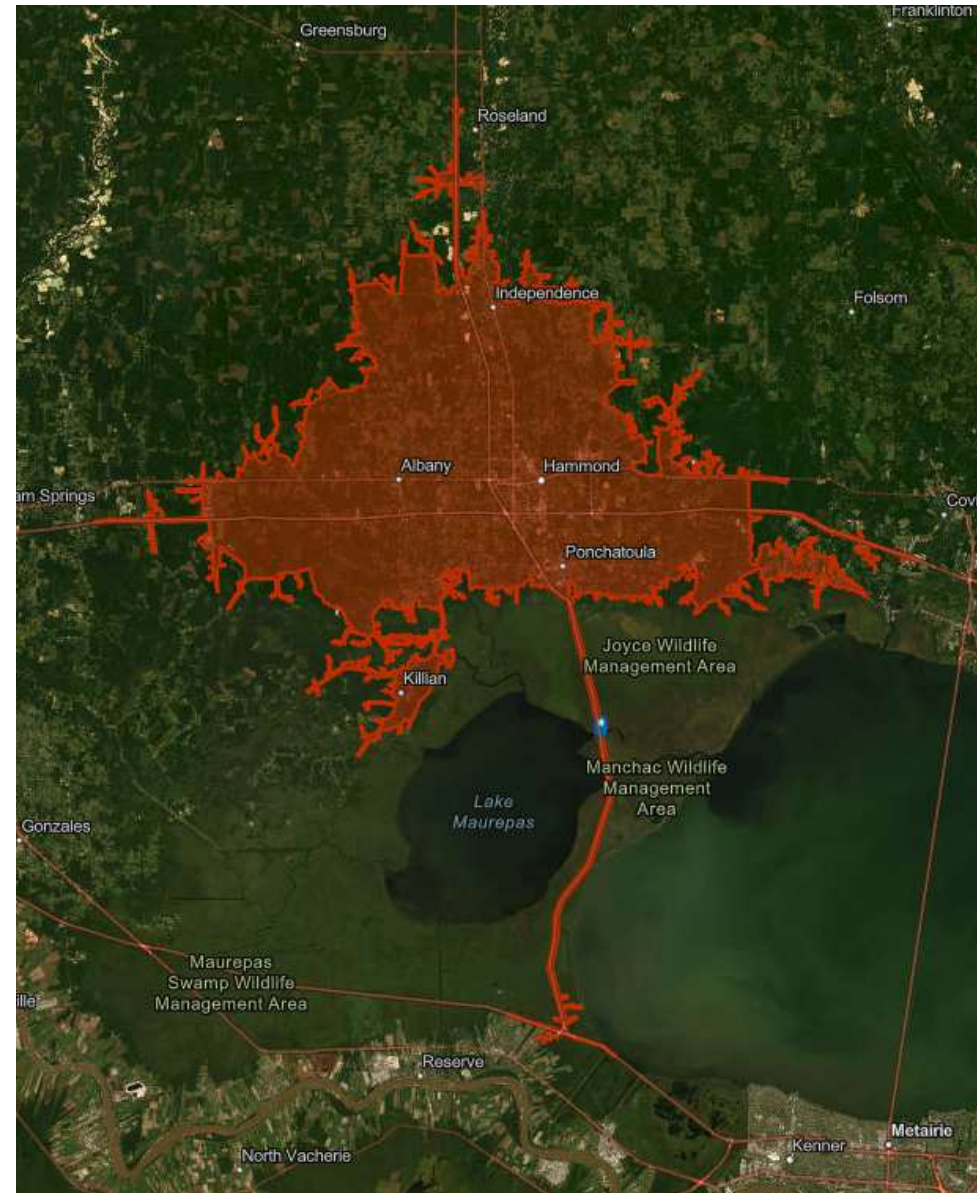 Franklinton
Greensburg
Roseland
Independence
Folsom
Albany
Hammond
am Springs
Cov
Ponchatoula
Joyce Wildlife
Management Area
Killian
Manchac Wildlife
Management
Area
Lake
Maurepas
Gonzales
Maurepas
Swamp Wildlife
Management Area
ille
Reserve
Metairie
Kenner
North Vacherie